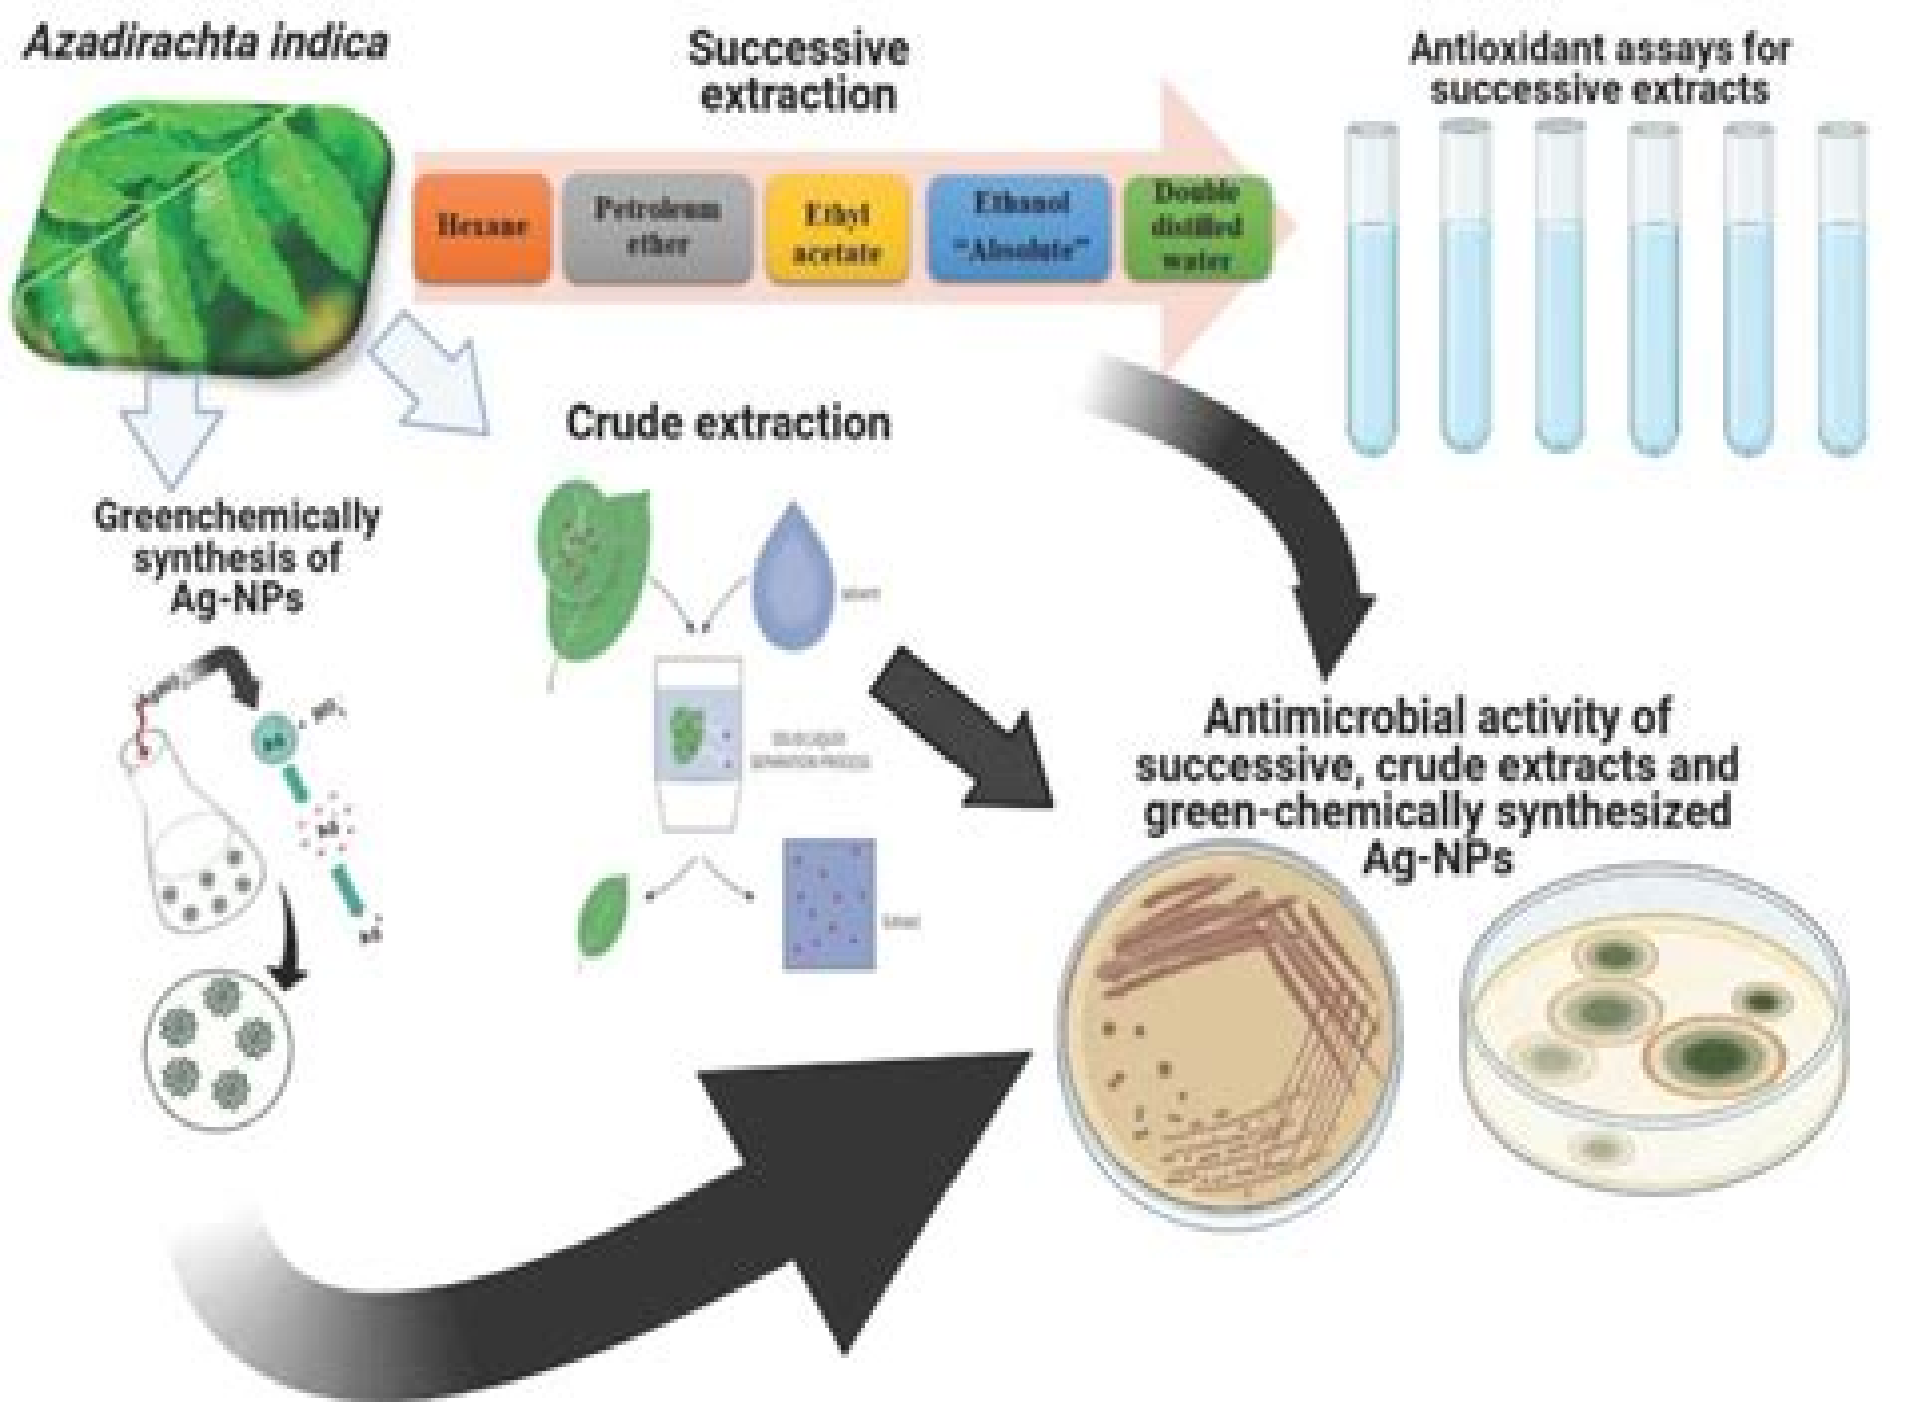 Azadirachta indica
Successive
extraction
Antioxidant assays for
successive extracts
Hexane
Petroleum
ether
Ethyl
acetate
Ethanol
"Absolute"
Double
distilled
water
Crude extraction
Greenchemically
synthesis of
Ag-NPs
SEPARATION PROCESS
Antimicrobial activity of
successive, crude extracts and
green-chemically synthesized
Ag-NPs